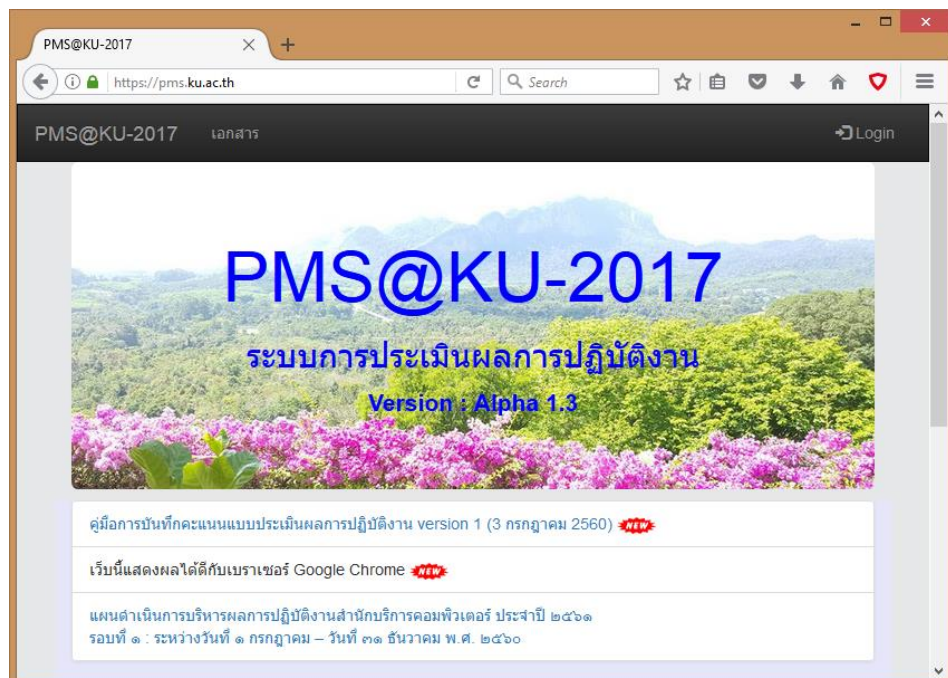 PMS@KU-2017
https://pms.ku.ac.th
Search
PMS@KU-2017 เอกสาร Login
PMS@KU-2017
ระบบการประเมินผลการปฏิบัติงาน
Version : Alpha 1.3
คู่มือการบันทึกคะแนนแบบประเมินผลการปฏิบัติงาน version 1 (3 กรกฎาคม 2560) NEW
เว็บนี้แสดงผลได้ดีกับเบราเซอร์ Google Chrome NEW
แผนดำเนินการบริหารผลการปฏิบัติงานสำนักบริการคอมพิวเตอร์ ประจำปี ๒๕๖๑
รอบที่ ๑ : ระหว่างวันที่ ๑ กรกฎาคม – วันที่ ๓๑ ธันวาคม พ.ศ. ๒๕๖๐